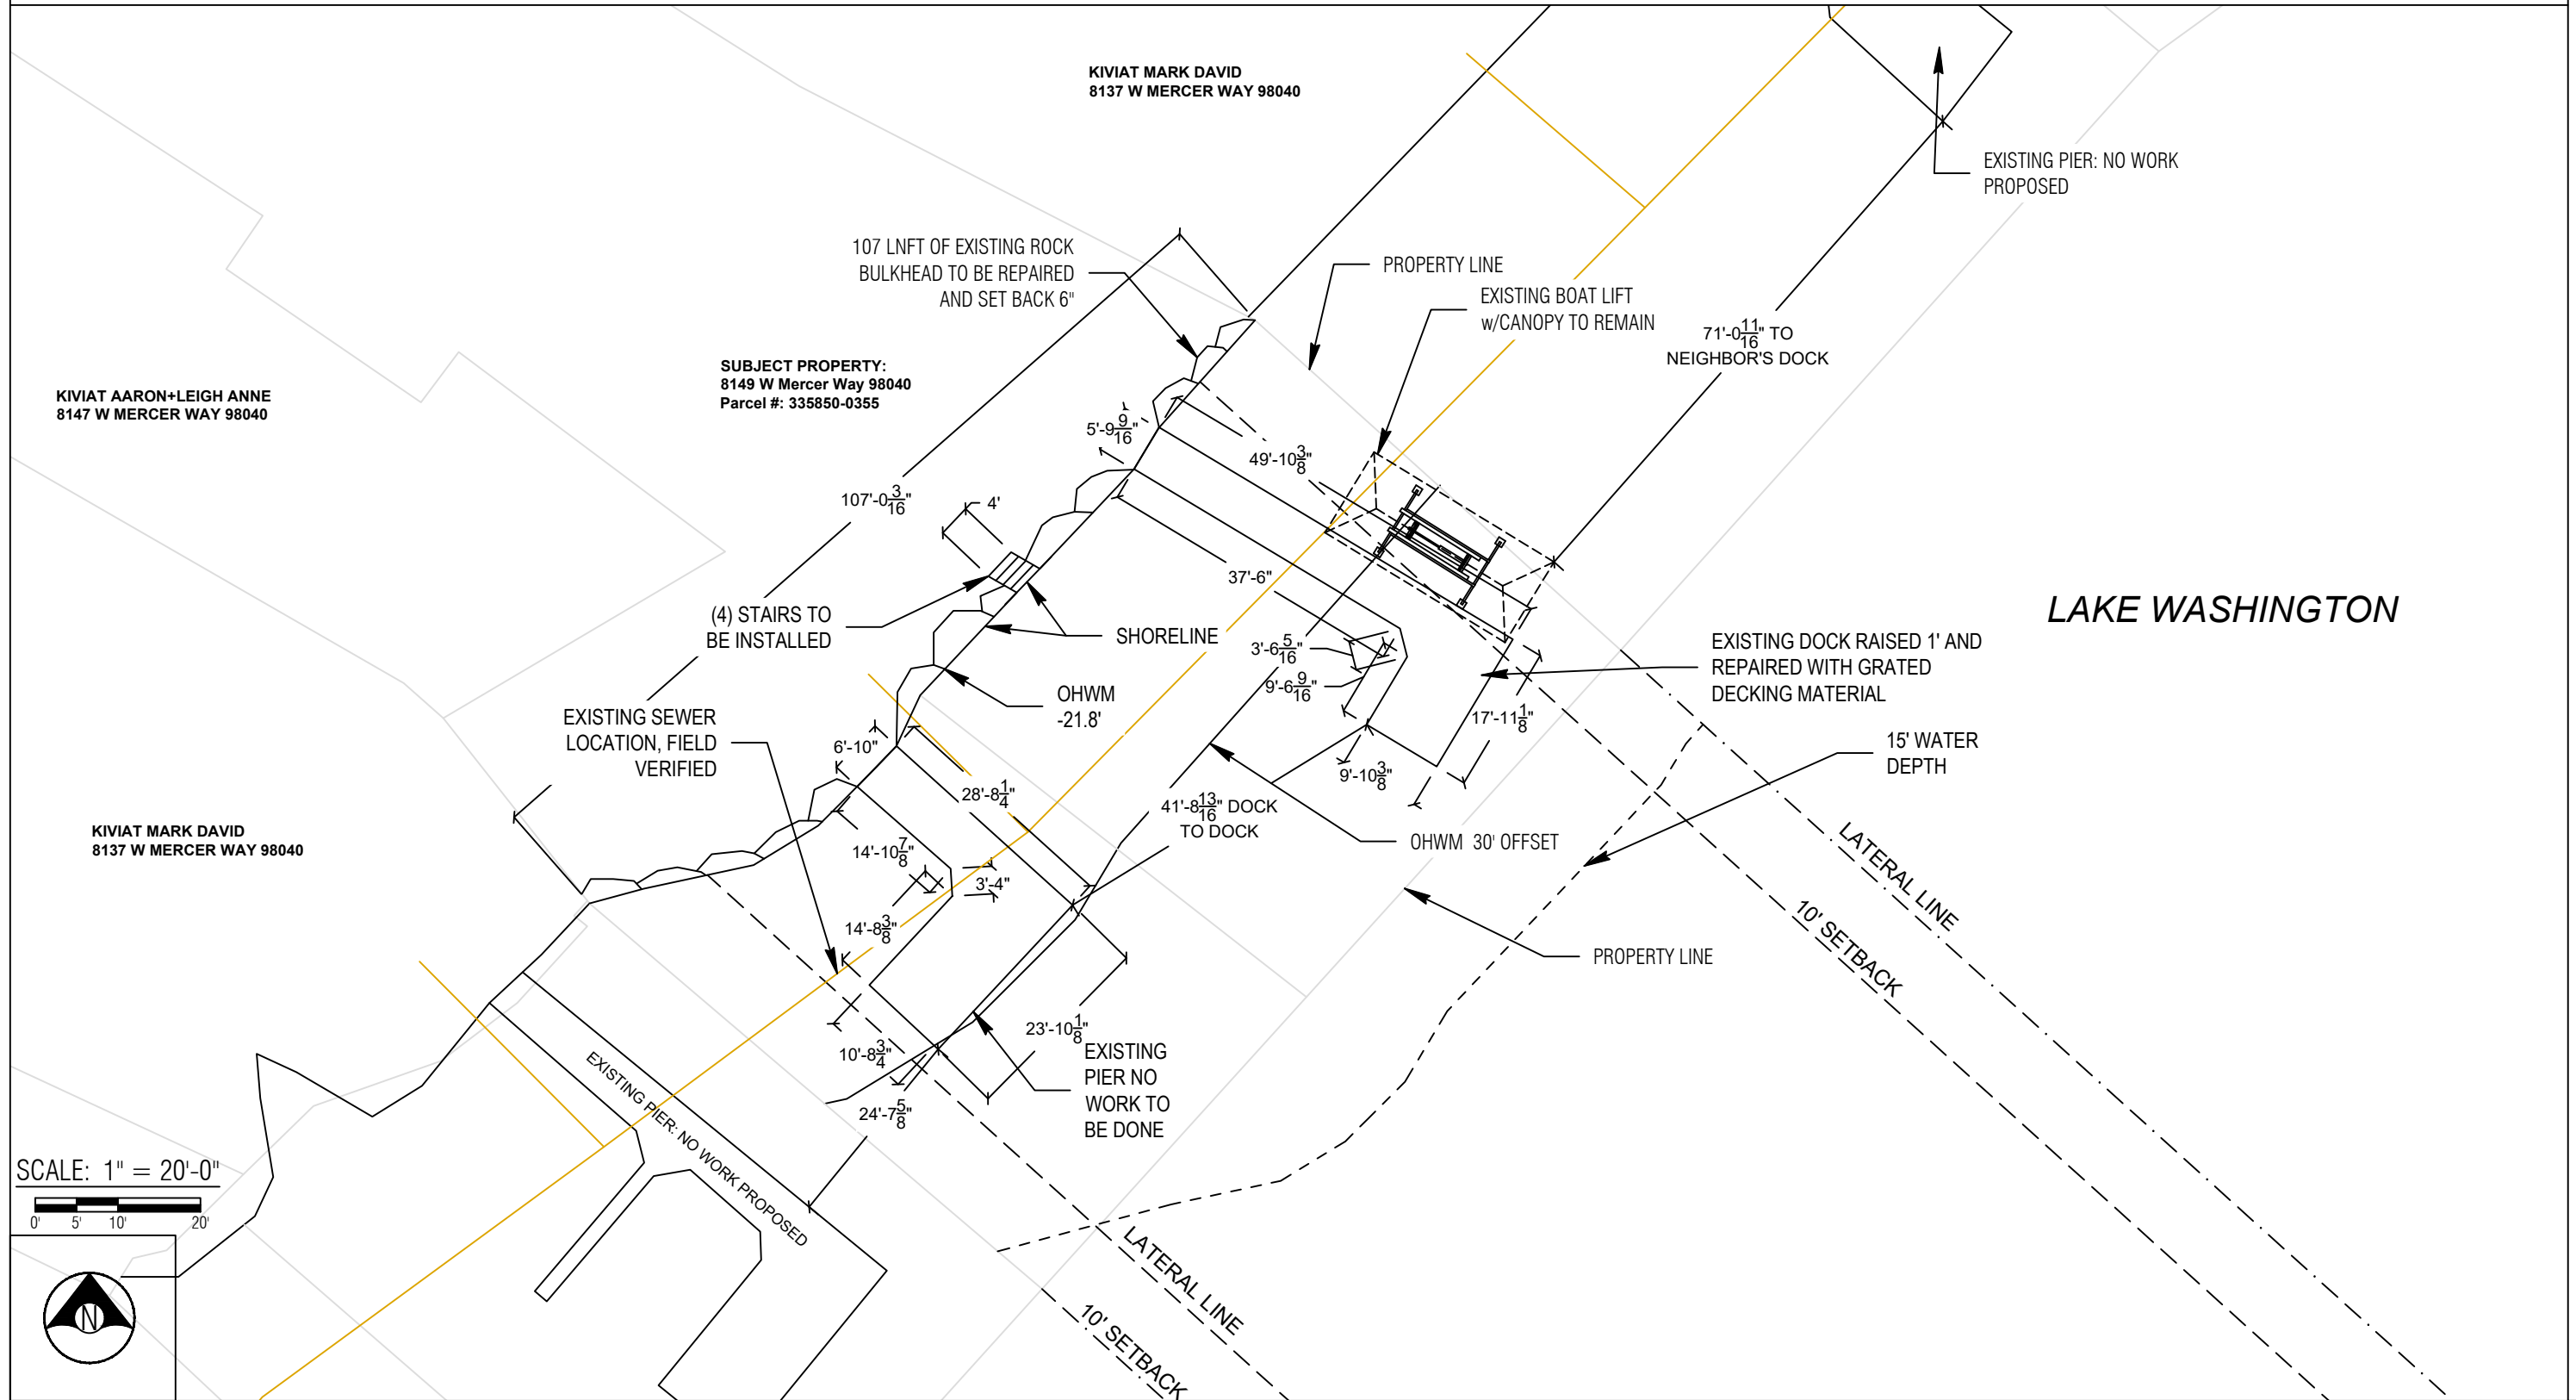 KIVIAT MARK DAVID
8137 W MERCER WAY 98040
EXISTING PIER: NO WORK
PROPOSED
107 LNFT OF EXISTING ROCK
BULKHEAD TO BE REPAIRED
AND SET BACK 6"
PROPERTY LINE
EXISTING BOAT LIFT
w/CANOPY TO REMAIN
71'-0 11/16" TO
NEIGHBOR'S DOCK
SUBJECT PROPERTY:
8149 W Mercer Way 98040
Parcel #: 335850-0355
KIVIAT AARON+LEIGH ANNE
8147 W MERCER WAY 98040
5'-9 9/16"
49'-10 3/8"
107'-0 3/16"
4'
37'-6"
LAKE WASHINGTON
(4) STAIRS TO
BE INSTALLED
SHORELINE
3'-6 5/16"
9'-6 9/16"
EXISTING DOCK RAISED 1' AND
REPAIRED WITH GRATED
DECKING MATERIAL
OHWM
-21.8'
17'-11 1/8"
EXISTING SEWER
LOCATION, FIELD
VERIFIED
6'-10"
15' WATER
DEPTH
9'-10 3/8"
28'-8 1/4"
41'-8 13/16" DOCK
TO DOCK
KIVIAT MARK DAVID
8137 W MERCER WAY 98040
14'-10 7/8"
OHWM 30' OFFSET
LATERAL LINE
3'-4"
14'-8 3/8"
10' SETBACK
PROPERTY LINE
23'-10 1/8"
10'-8 3/4"
EXISTING
PIER NO
WORK TO
BE DONE
24'-7 5/8"
EXISTING PIER: NO WORK PROPOSED
SCALE: 1" = 20'-0"
0' 5' 10' 20'
LATERAL LINE
10' SETBACK
N